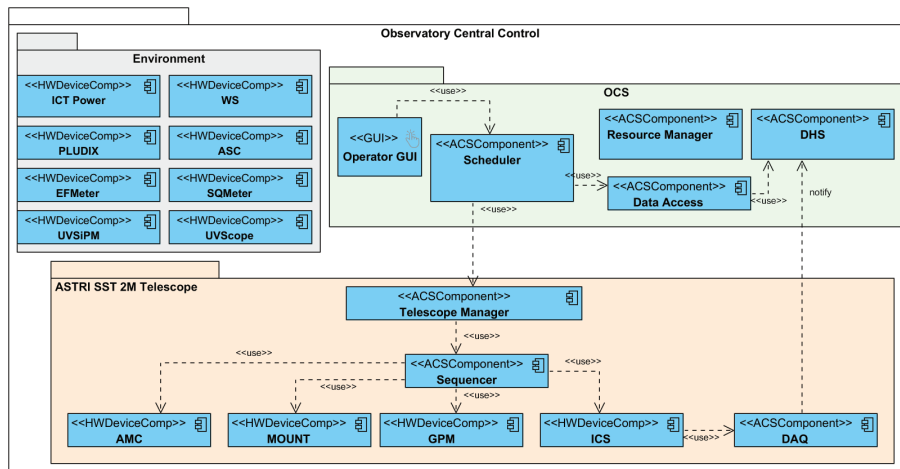 Observatory Central Control
Environment
<<HWDeviceComp>>
ICT Power
<<HWDeviceComp>>
WS
<<HWDeviceComp>>
PLUDIX
<<HWDeviceComp>>
ASC
<<HWDeviceComp>>
EFMeter
<<HWDeviceComp>>
SQMeter
<<HWDeviceComp>>
UVSiPM
<<HWDeviceComp>>
UVScope
OCS
<<use>>
<<GUI>>
Operator GUI
<<ACSComponent>>
Scheduler
<<ACSComponent>>
Resource Manager
<<ACSComponent>>
DHS
<<use>>
<<ACSComponent>>
Data Access
<<use>>
notify
<<use>>
ASTRI SST 2M Telescope
<<ACSComponent>>
Telescope Manager
<<use>>
<<ACSComponent>>
Sequencer
<<use>>
<<use>>
<<use>>
<<use>>
<<HWDeviceComp>>
AMC
<<HWDeviceComp>>
MOUNT
<<HWDeviceComp>>
GPM
<<HWDeviceComp>>
ICS
<<use>>
<<ACSComponent>>
DAQ